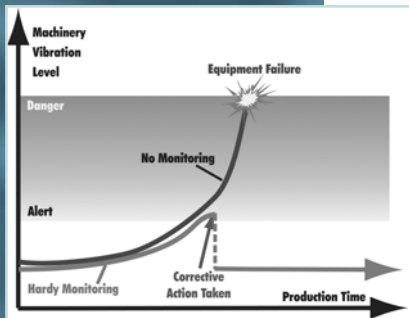 Machinery
Vibration
Level
Equipment Failure
Danger
No Monitoring
Alert
Hardy Monitoring
Corrective
Action Taken
Production Time